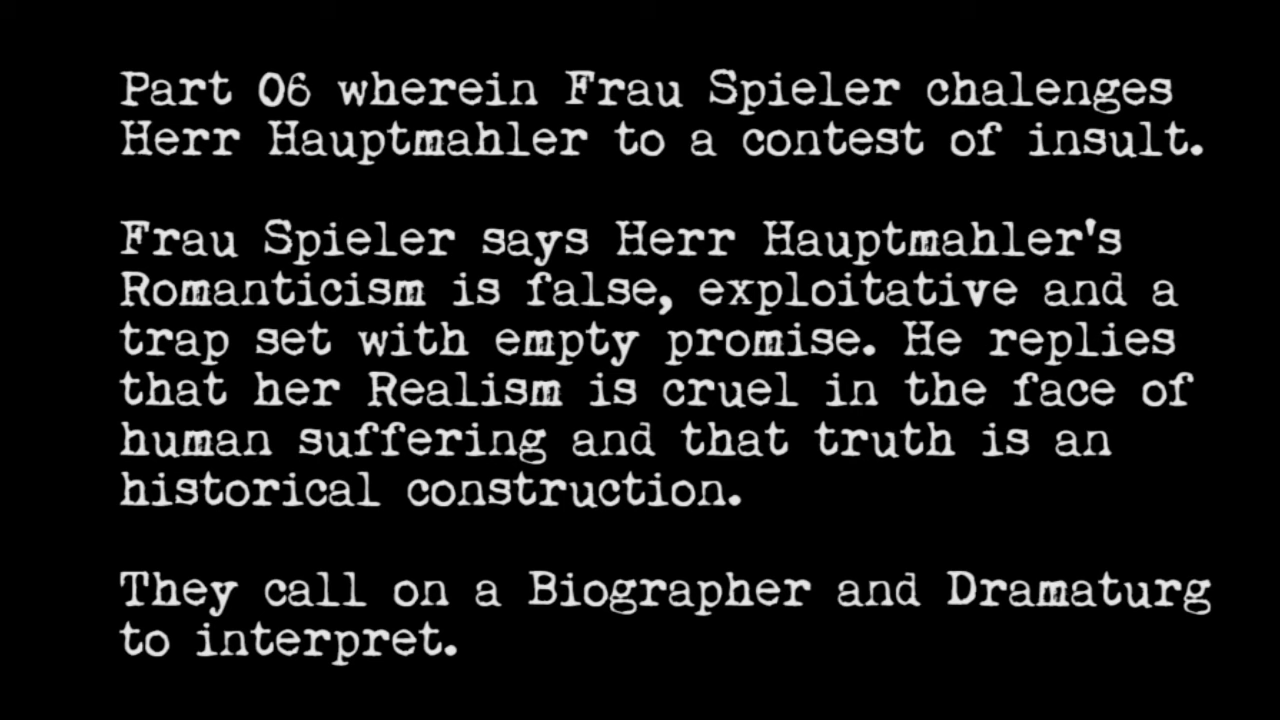 Part 06 wherein Frau Spieler chalenges
Herr Hauptmahler to a contest of insult.
Frau Spieler says Herr Hauptmahler's
Romanticism is false, exploitative and a
trap set with empty promise. He replies
that her Realism is cruel in the face of
human suffering and that truth is an
historical construction.
They call on a Biographer and Dramaturg
to interpret.